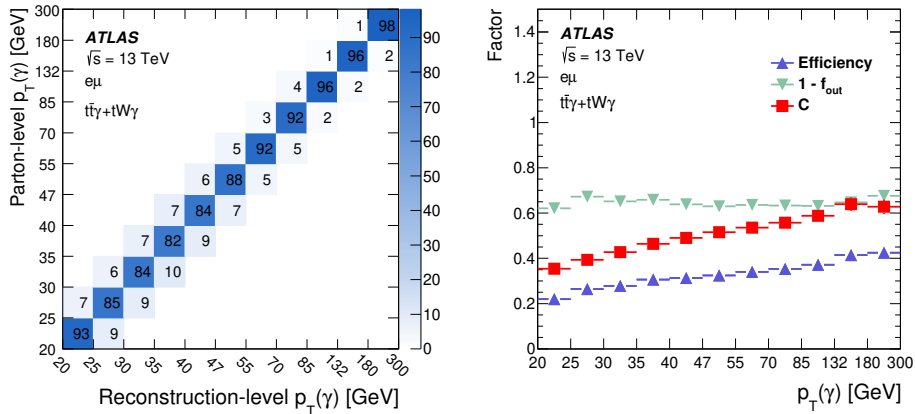 Parton-level p_T(γ) [GeV]
300
180
132
85
70
55
47
40
35
30
25
20
ATLAS
√s = 13 TeV
eμ
tt̄γ+tWγ
1 98
1 96 2
4 96 2
3 92 2
5 92 5
6 88 5
7 84 7
7 82 9
6 84 10
7 85 9
93 9
20 25 30 35 40 47 55 70 85 132 180 300
Reconstruction-level p_T(γ) [GeV]
90
80
70
60
50
40
30
20
10
0
Factor
1.4
1.2
1
0.8
0.6
0.4
0.2
0
ATLAS
√s = 13 TeV
eμ
tt̄γ+tWγ
Efficiency
1 - f_out
C
20 25 30 35 40 47 55 70 85 132 180 300
p_T(γ) [GeV]